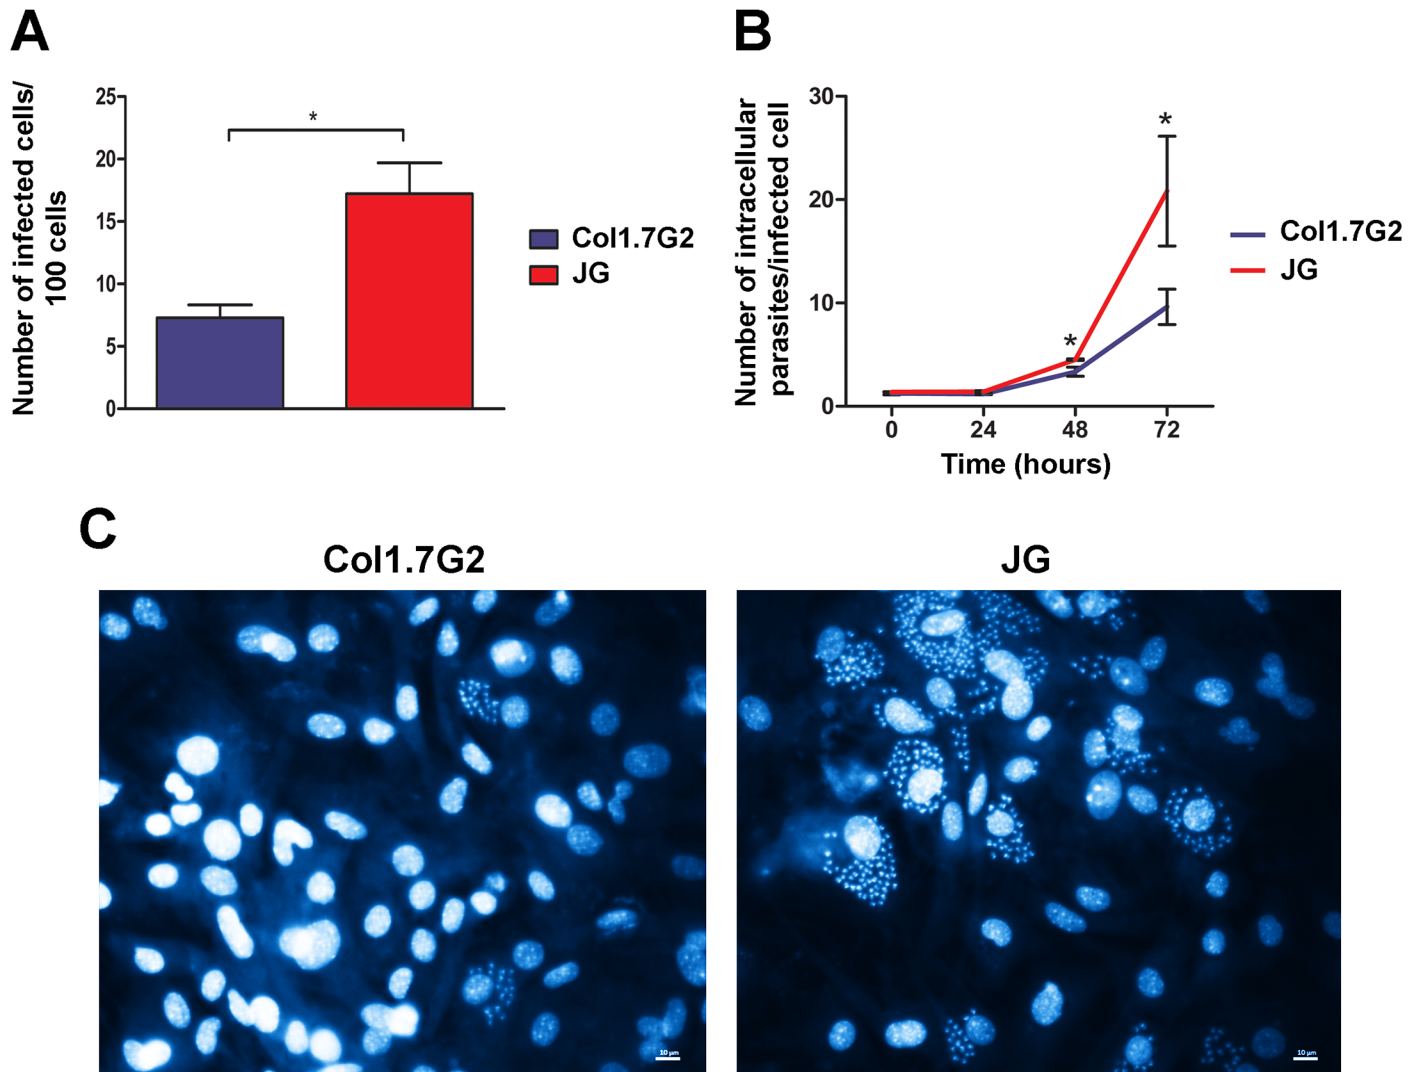 A
Number of infected cells/
100 cells
25
20
15
10
5
0
*
Col1.7G2
JG
B
Number of intracellular
parasites/infected cell
30
20
10
0
*
*
0 24 48 72
Time (hours)
Col1.7G2
JG
C
Col1.7G2
JG
10 µm
10 µm